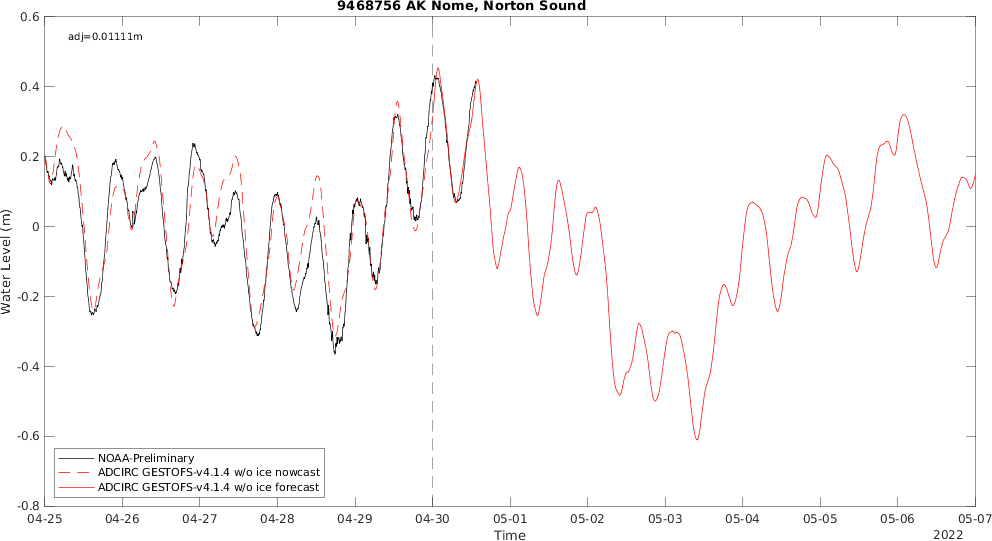 9468756 AK Nome, Norton Sound
adj=0.01111m
0.6
0.4
0.2
0
-0.2
-0.4
-0.6
-0.8
Water Level (m)
NOAA-Preliminary
ADCIRC GESTOFS-v4.1.4 w/o ice nowcast
ADCIRC GESTOFS-v4.1.4 w/o ice forecast
04-25 04-26 04-27 04-28 04-29 04-30 05-01 05-02 05-03 05-04 05-05 05-06 05-07
Time
2022